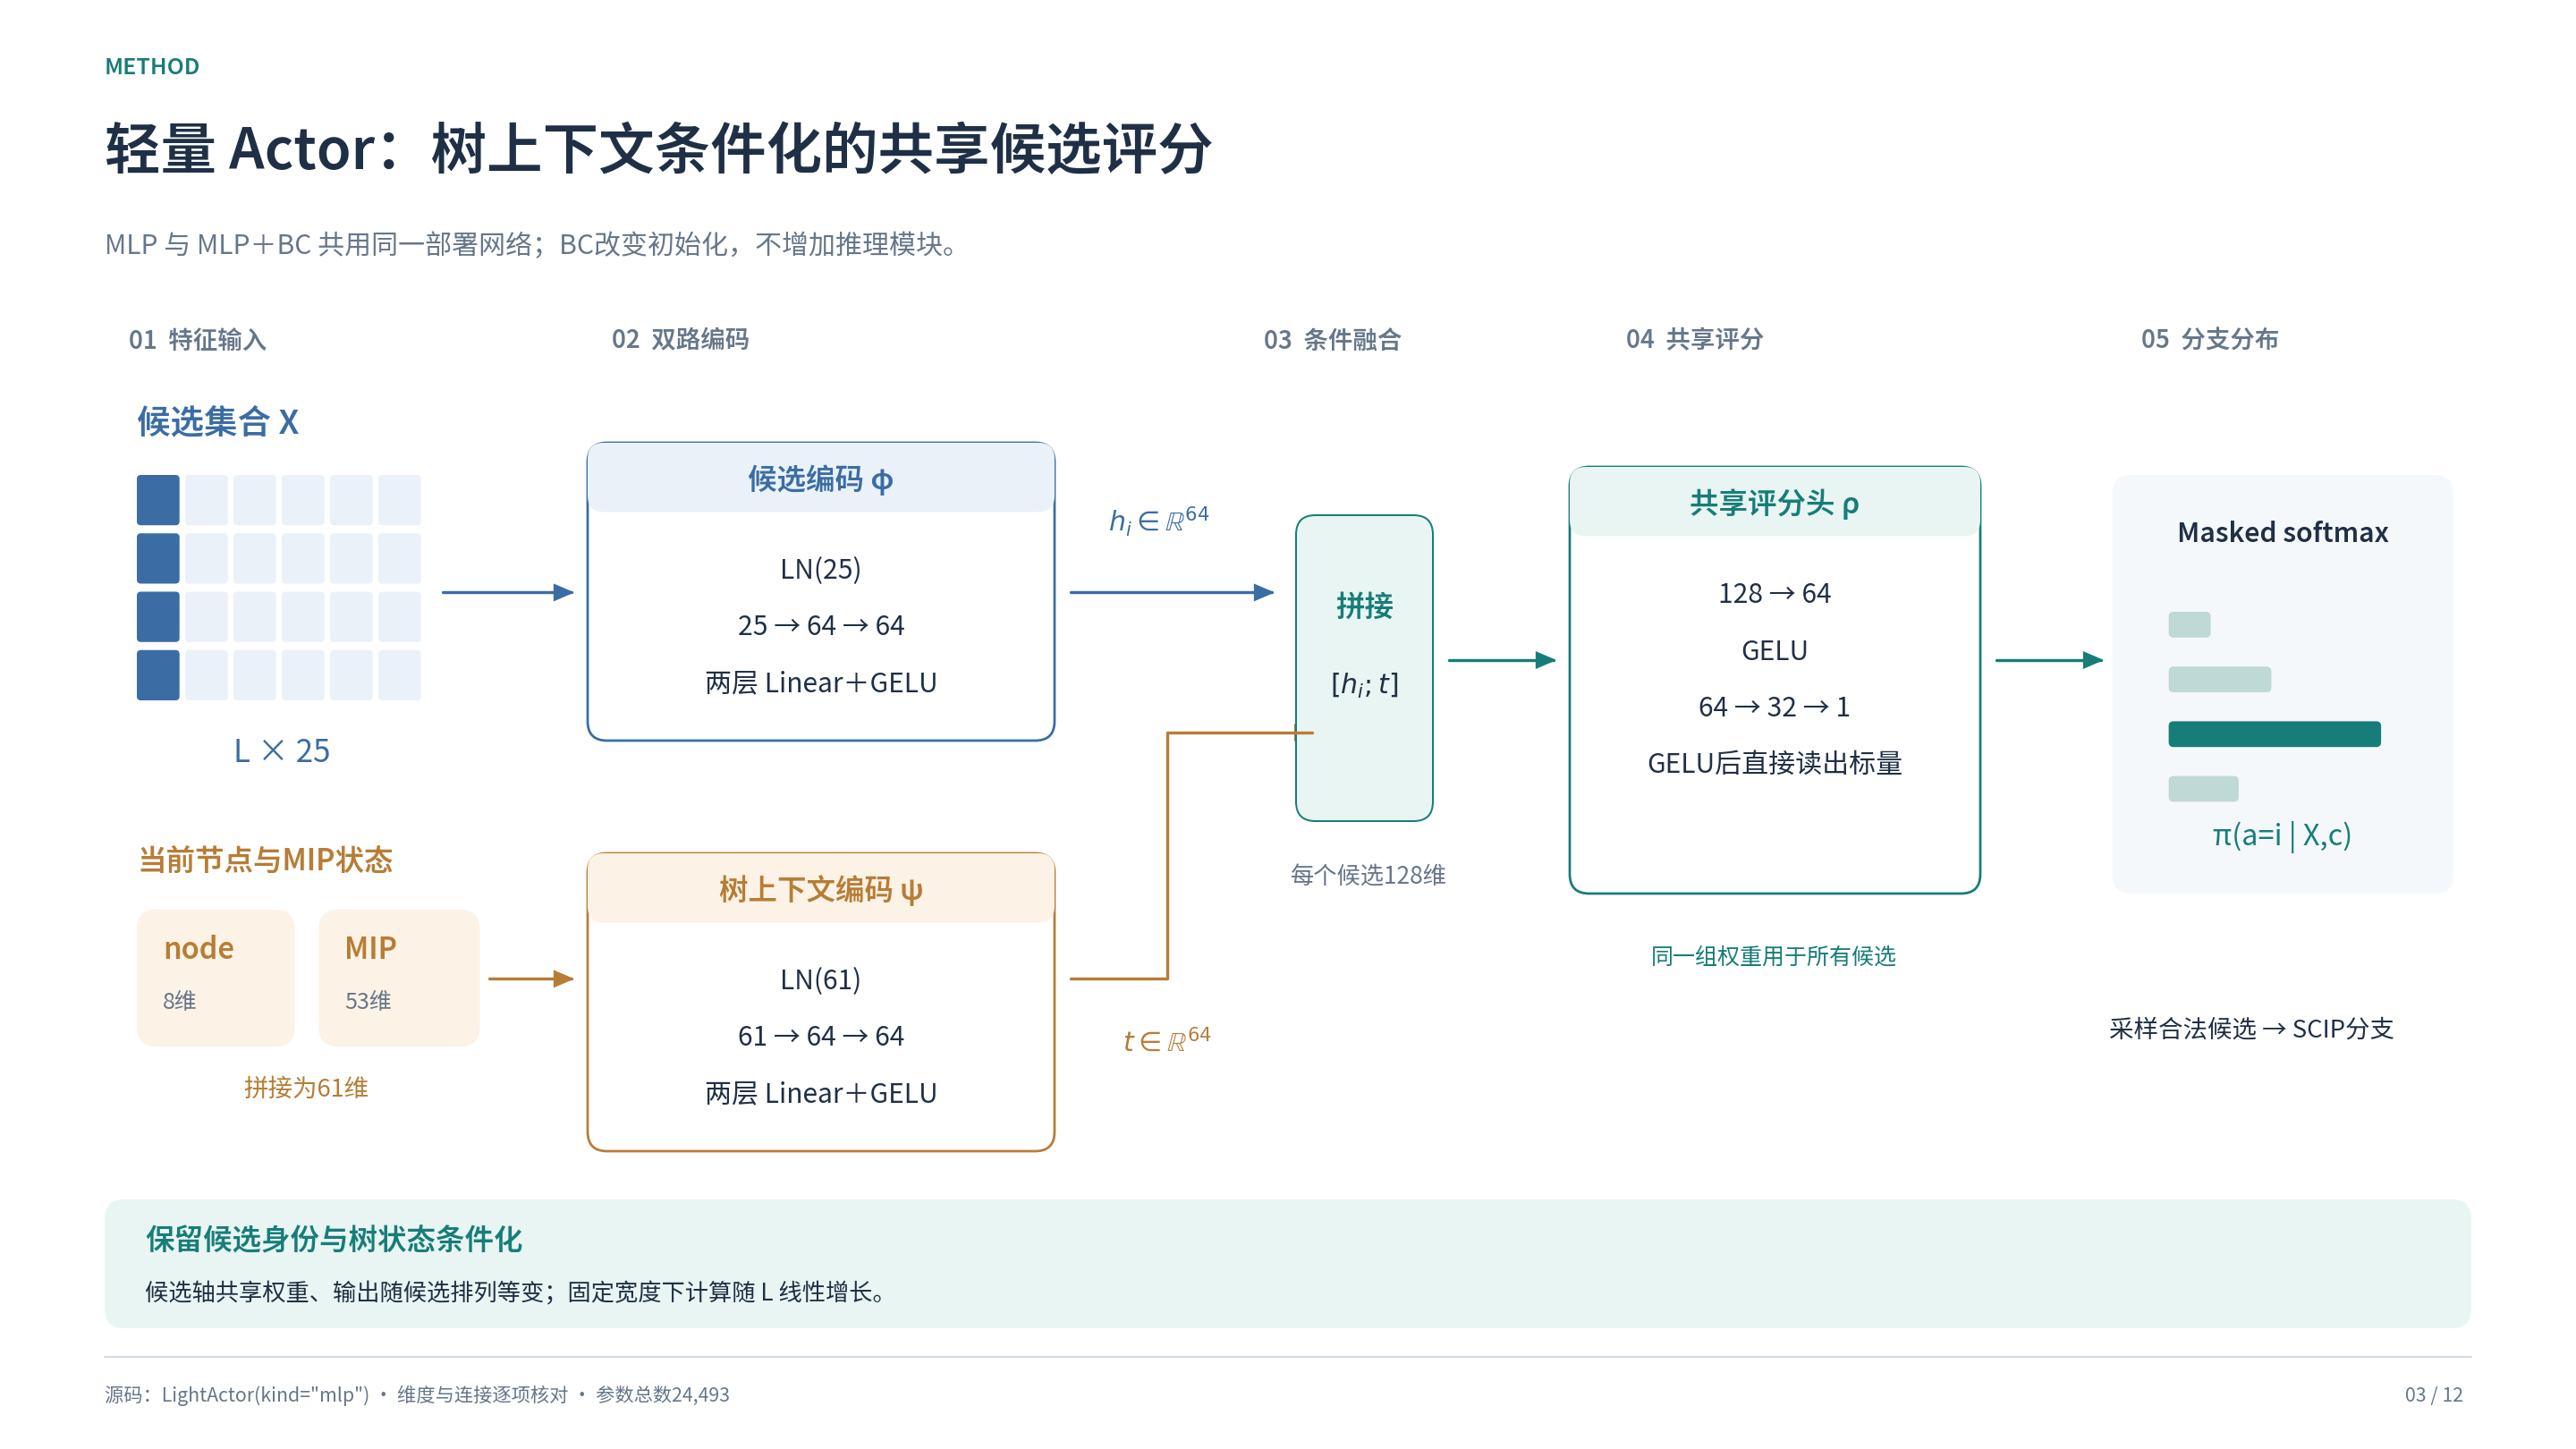 METHOD
轻量 Actor：树上下文条件化的共享候选评分
MLP 与 MLP＋BC 共用同一部署网络；BC改变初始化，不增加推理模块。
01 特征输入
02 双路编码
03 条件融合
04 共享评分
05 分支分布
候选集合 X
L × 25
当前节点与MIP状态
node
8维
MIP
53维
拼接为61维
候选编码 φ
LN(25)
25 → 64 → 64
两层 Linear＋GELU
树上下文编码 ψ
LN(61)
61 → 64 → 64
两层 Linear＋GELU
hᵢ ∈ ℝ⁶⁴
t ∈ ℝ⁶⁴
拼接
[hᵢ; t]
每个候选128维
共享评分头 ρ
128 → 64
GELU
64 → 32 → 1
GELU后直接读出标量
同一组权重用于所有候选
Masked softmax
π(a=i | X,c)
采样合法候选 → SCIP分支
保留候选身份与树状态条件化
候选轴共享权重、输出随候选排列等变；固定宽度下计算随 L 线性增长。
源码：LightActor(kind="mlp") · 维度与连接逐项核对 · 参数总数24,493
03 / 12